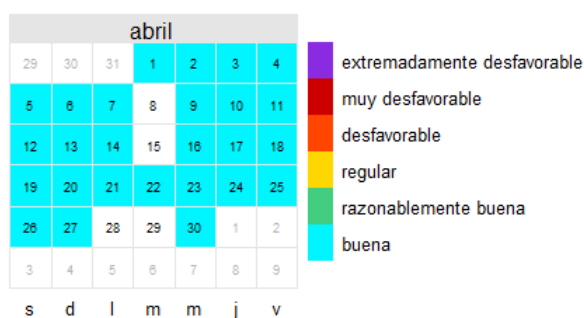 abril
29 30 31 1 2 3 4
5 6 7 8 9 10 11
12 13 14 15 16 17 18
19 20 21 22 23 24 25
26 27 28 29 30 1 2
3 4 5 6 7 8 9
s d l m m j v
extremadamente desfavorable
muy desfavorable
desfavorable
regular
razonablemente buena
buena